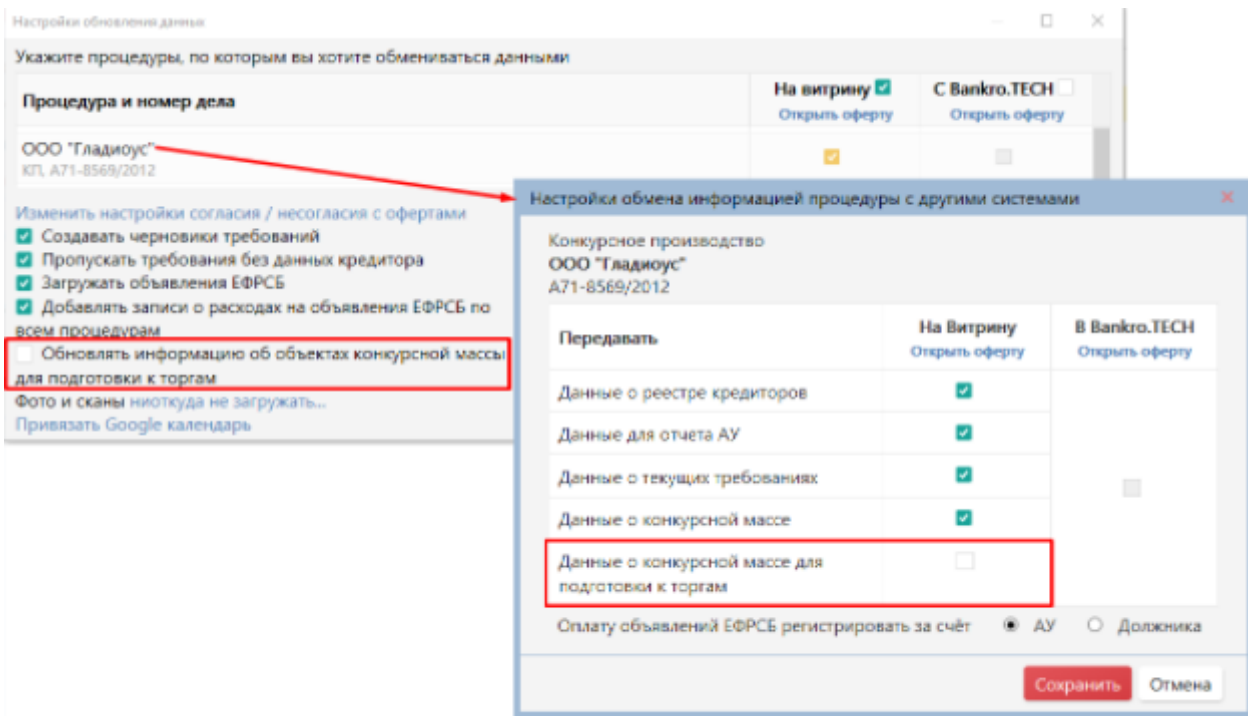 Настройки обновления данных
Укажите процедуры, по которым вы хотите обмениваться данными
Процедура и номер дела
На витрину
Открыть оферту
С Bankro.TECH
Открыть оферту
ООО "Гладиоус"
КП, А71-8569/2012
Изменить настройки согласия / несогласия с офертами
Создавать черновики требований
Пропускать требования без данных кредитора
Загружать объявления ЕФРСБ
Добавлять записи о расходах на объявления ЕФРСБ по
всем процедурам
Обновлять информацию об объектах конкурсной массы
для подготовки к торгам
Фото и сканы ниоткуда не загружать...
Привязать Google календарь
Настройки обмена информацией процедуры с другими системами
Конкурсное производство
ООО "Гладиоус"
А71-8569/2012
Передавать
На Витрину
Открыть оферту
В Bankro.TECH
Открыть оферту
Данные о реестре кредиторов
Данные для отчета АУ
Данные о текущих требованиях
Данные о конкурсной массе
Данные о конкурсной массе для
подготовки к торгам
Оплату объявлений ЕФРСБ регистрировать за счёт АУ Должника
Сохранить Отмена